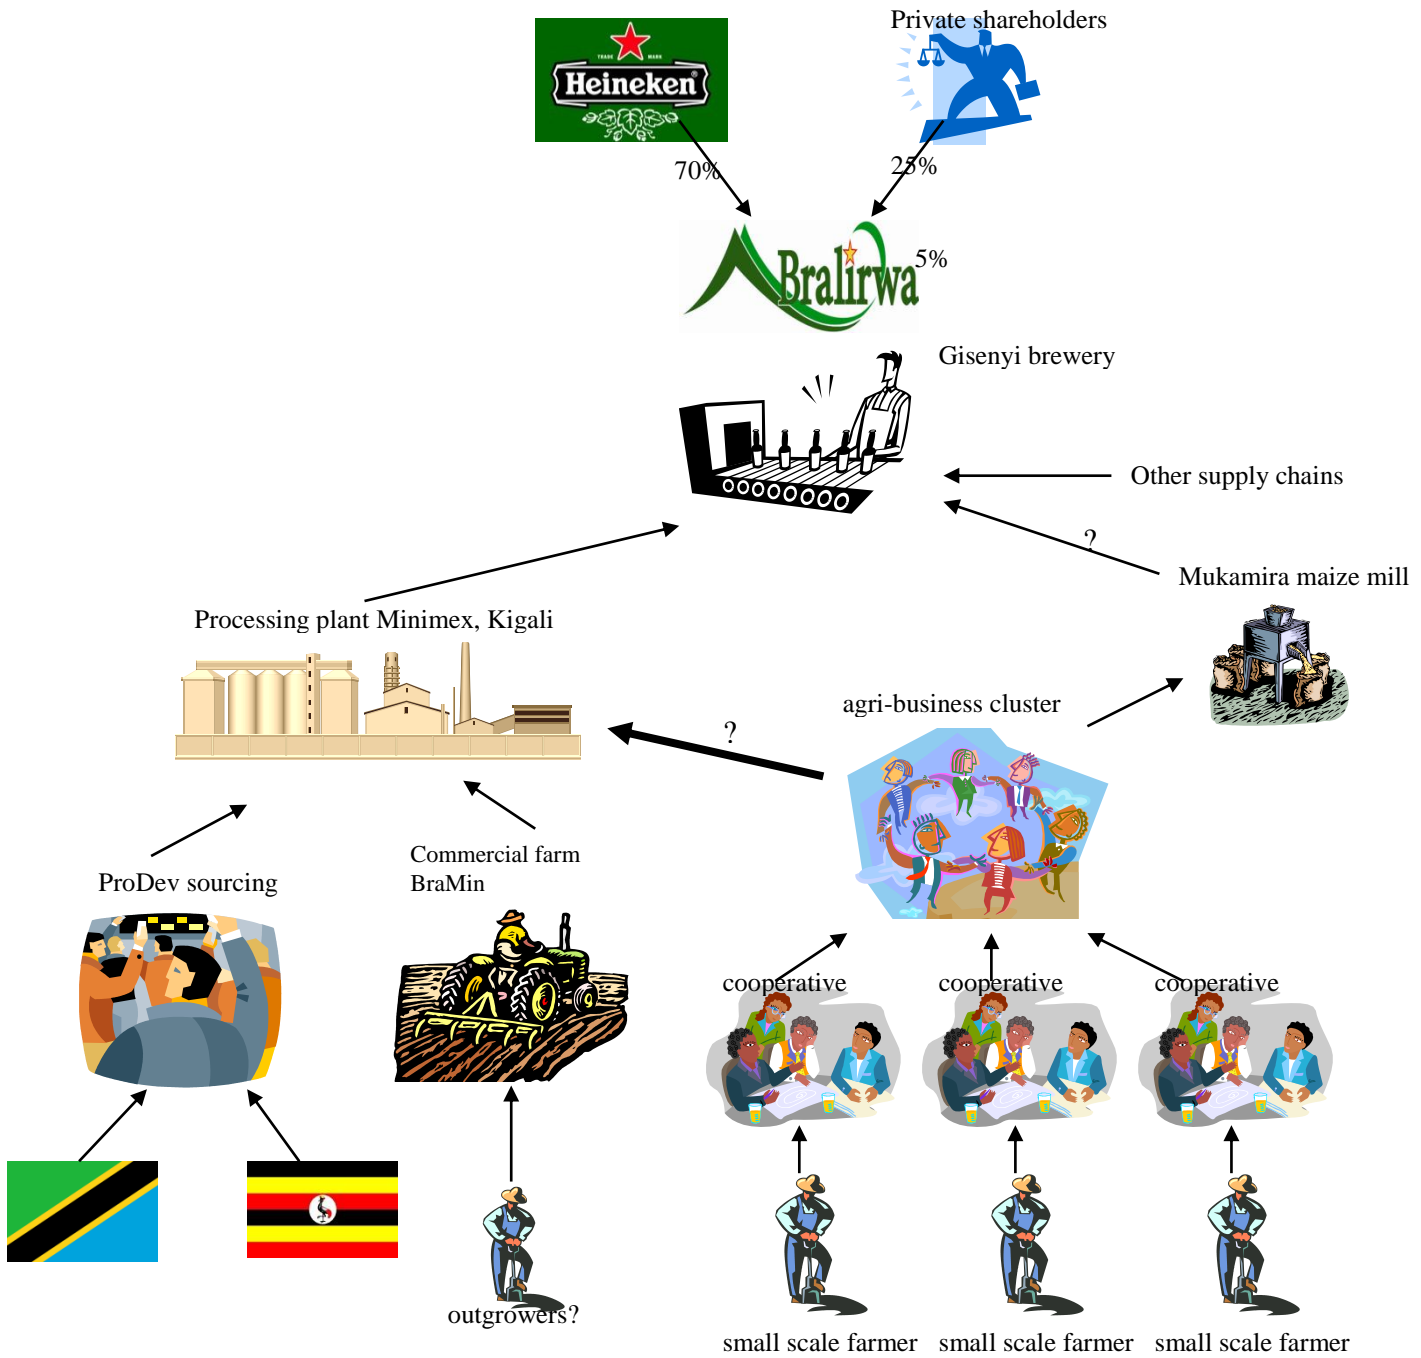 Private shareholders
TRADE MARK
Heineken®
70%
25%
Bralirwa
5%
Gisenyi brewery
Other supply chains
?
Mukamira maize mill
Processing plant Minimex, Kigali
agri-business cluster
?
Commercial farm
BraMin
ProDev sourcing
cooperative
cooperative
cooperative
outgrowers?
small scale farmer
small scale farmer
small scale farmer